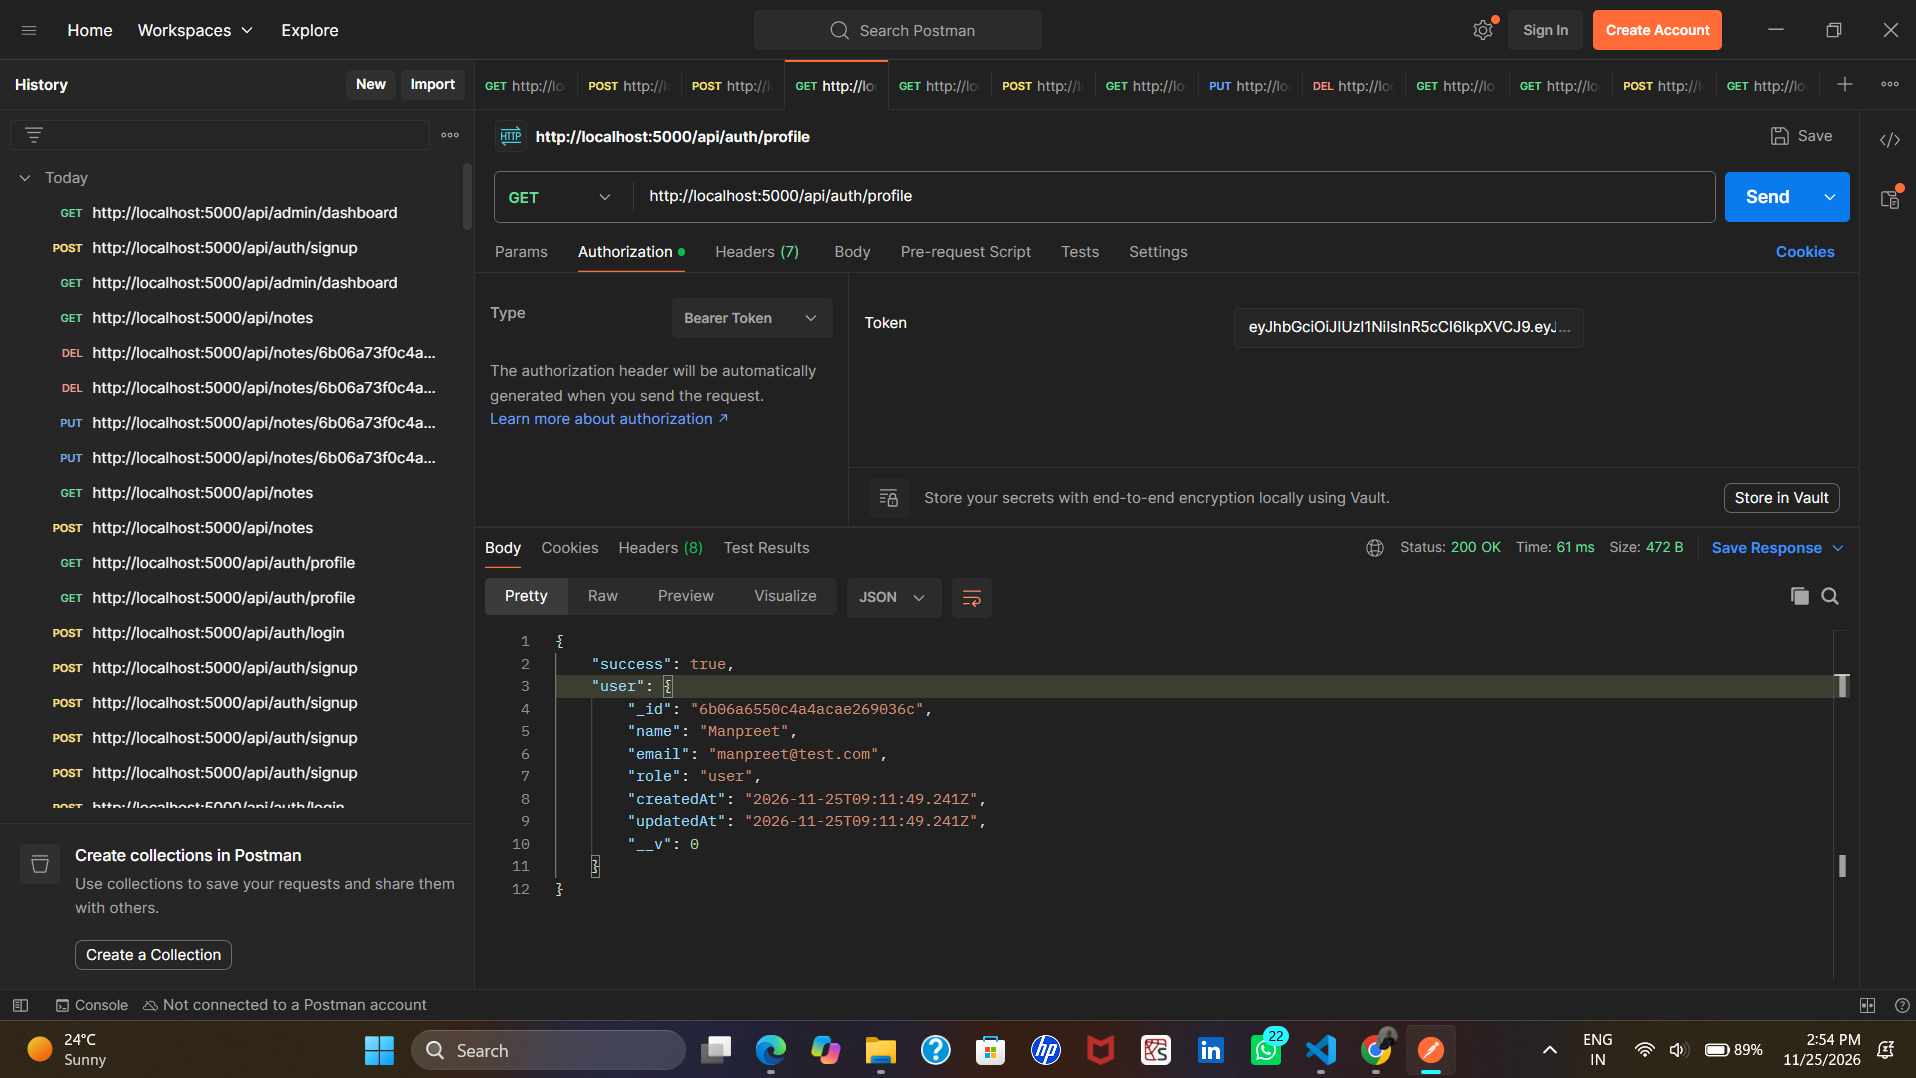 Home
Workspaces
Explore
Search Postman
Sign In
Create Account
History
New
Import
GET http://lo
POST http://l
POST http://l
GET http://lo
GET http://lo
POST http://l
GET http://lo
PUT http://lo
DEL http://lo
GET http://lo
GET http://lo
POST http://l
GET http://lo
HTTP
http://localhost:5000/api/auth/profile
Save
Today
GET http://localhost:5000/api/admin/dashboard
POST http://localhost:5000/api/auth/signup
GET http://localhost:5000/api/admin/dashboard
GET http://localhost:5000/api/notes
DEL http://localhost:5000/api/notes/6b06a73f0c4a...
DEL http://localhost:5000/api/notes/6b06a73f0c4a...
PUT http://localhost:5000/api/notes/6b06a73f0c4a...
PUT http://localhost:5000/api/notes/6b06a73f0c4a...
GET http://localhost:5000/api/notes
POST http://localhost:5000/api/notes
GET http://localhost:5000/api/auth/profile
GET http://localhost:5000/api/auth/profile
POST http://localhost:5000/api/auth/login
POST http://localhost:5000/api/auth/signup
POST http://localhost:5000/api/auth/signup
POST http://localhost:5000/api/auth/signup
POST http://localhost:5000/api/auth/signup
POST http://localhost:5000/api/auth/login
Create collections in Postman
Use collections to save your requests and share them
with others.
Create a Collection
GET
http://localhost:5000/api/auth/profile
Send
Params
Authorization
Headers (7)
Body
Pre-request Script
Tests
Settings
Cookies
Type
Bearer Token
The authorization header will be automatically
generated when you send the request.
Learn more about authorization ↗
Token
eyJhbGciOiJIUzI1NiIsInR5cCI6IkpXVCJ9.eyJ...
Store your secrets with end-to-end encryption locally using Vault.
Store in Vault
Body
Cookies
Headers (8)
Test Results
Status: 200 OK
Time: 61 ms
Size: 472 B
Save Response
Pretty
Raw
Preview
Visualize
JSON
1 {
2 "success": true,
3 "user": {
4 "_id": "6b06a6550c4a4acae269036c",
5 "name": "Manpreet",
6 "email": "manpreet@test.com",
7 "role": "user",
8 "createdAt": "2026-11-25T09:11:49.241Z",
9 "updatedAt": "2026-11-25T09:11:49.241Z",
10 "__v": 0
11 }
12 }
Console
Not connected to a Postman account
24°C
Sunny
Search
hp
in
22
ENG
IN
89%
2:54 PM
11/25/2026